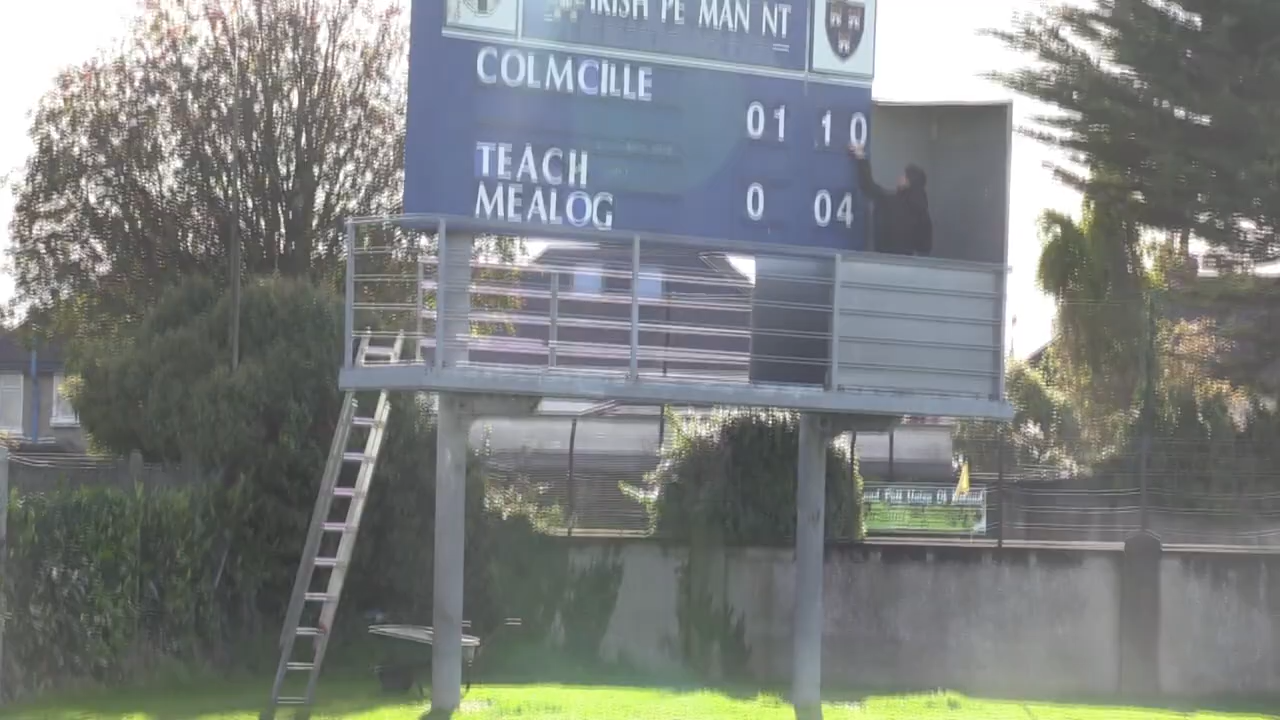 IRISH PE MAN NT
COLMCILLE
01 10
TEACH
MEALOG
0 04